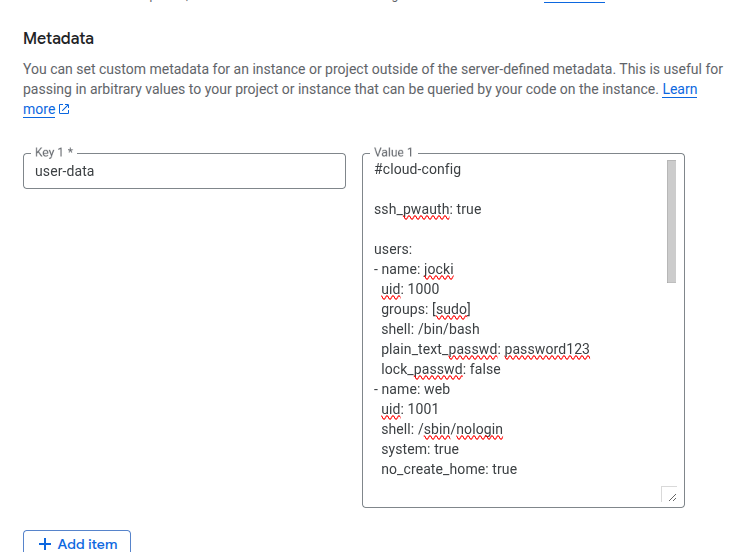 Metadata
You can set custom metadata for an instance or project outside of the server-defined metadata. This is useful for
passing in arbitrary values to your project or instance that can be queried by your code on the instance. Learn
more
Key 1 *
user-data
Value 1
#cloud-config
ssh_pwauth: true
users:
- name: jocki
uid: 1000
groups: [sudo]
shell: /bin/bash
plain_text_passwd: password123
lock_passwd: false
- name: web
uid: 1001
shell: /sbin/nologin
system: true
no_create_home: true
+ Add item